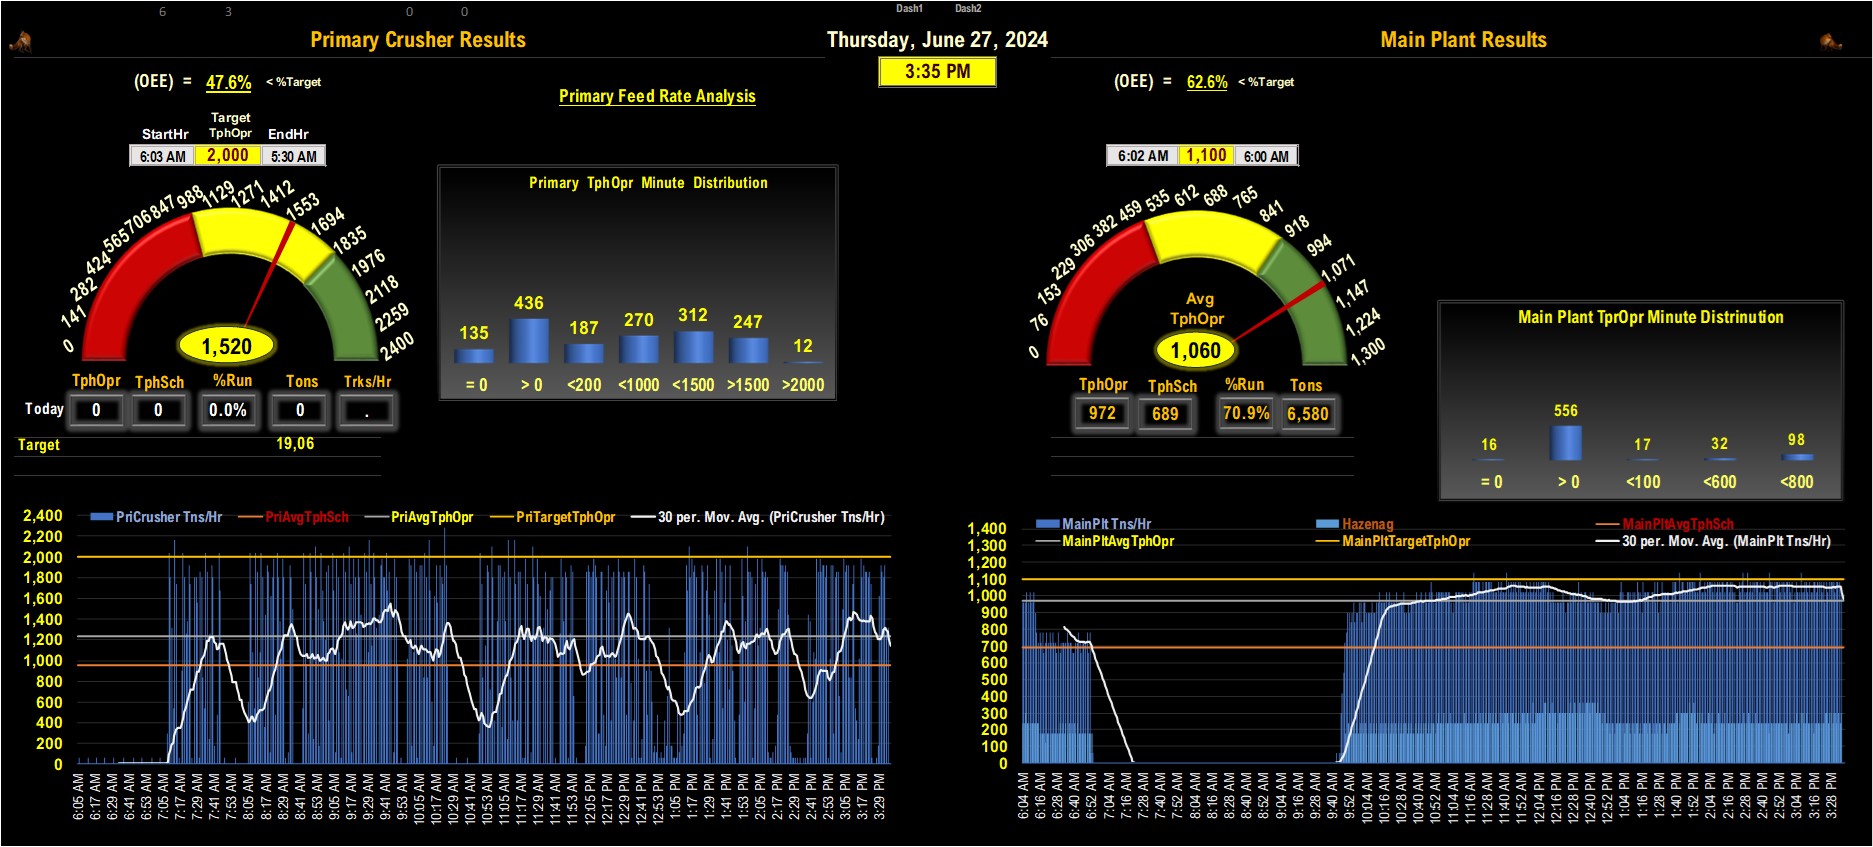 6 3 0 0 Dash1 Dash2
Primary Crusher Results
Thursday, June 27, 2024
Main Plant Results
3:35 PM
(OEE) = 47.6% < %Target
Primary Feed Rate Analysis
(OEE) = 62.6% < %Target
StartHr Target TphOpr EndHr
6:03 AM 2,000 5:30 AM
6:02 AM 1,100 6:00 AM
Primary TphOpr Minute Distribution
0 141 282 424 565 706 847 988 1129 1271 1412 1553 1694 1835 1976 2118 2259 2400
1,520
135 436 187 270 312 247 12
= 0 > 0 <200 <1000 <1500 >1500 >2000
0 76 153 229 306 382 459 535 612 688 765 841 918 994 1,071 1,147 1,224 1,300
Avg
TphOpr
1,060
Main Plant TprOpr Minute Distrinution
16 556 17 32 98
= 0 > 0 <100 <600 <800
TphOpr TphSch %Run Tons Trks/Hr
Today 0 0 0.0% 0 .
Target 19,06
TphOpr TphSch %Run Tons
972 689 70.9% 6,580
PriCrusher Tns/Hr PriAvgTphSch PriAvgTphOpr PriTargetTphOpr 30 per. Mov. Avg. (PriCrusher Tns/Hr)
2,400
2,200
2,000
1,800
1,600
1,400
1,200
1,000
800
600
400
200
0
6:05 AM 6:17 AM 6:29 AM 6:41 AM 6:53 AM 7:05 AM 7:17 AM 7:29 AM 7:41 AM 7:53 AM 8:05 AM 8:17 AM 8:29 AM 8:41 AM 8:53 AM 9:05 AM 9:17 AM 9:29 AM 9:41 AM 9:53 AM 10:05 AM 10:17 AM 10:29 AM 10:41 AM 10:53 AM 11:05 AM 11:17 AM 11:29 AM 11:41 AM 11:53 AM 12:05 PM 12:17 PM 12:29 PM 12:41 PM 12:53 PM 1:05 PM 1:17 PM 1:29 PM 1:41 PM 1:53 PM 2:05 PM 2:17 PM 2:29 PM 2:41 PM 2:53 PM 3:05 PM 3:17 PM 3:29 PM
MainPlt Tns/Hr Hazenag MainPltAvgTphSch
MainPltAvgTphOpr MainPltTargetTphOpr 30 per. Mov. Avg. (MainPlt Tns/Hr)
1,400
1,300
1,200
1,100
1,000
900
800
700
600
500
400
300
200
100
0
6:04 AM 6:16 AM 6:28 AM 6:40 AM 6:52 AM 7:04 AM 7:16 AM 7:28 AM 7:40 AM 7:52 AM 8:04 AM 8:16 AM 8:28 AM 8:40 AM 8:52 AM 9:04 AM 9:16 AM 9:28 AM 9:40 AM 9:52 AM 10:04 AM 10:16 AM 10:28 AM 10:40 AM 10:52 AM 11:04 AM 11:16 AM 11:28 AM 11:40 AM 11:52 AM 12:04 PM 12:16 PM 12:28 PM 12:40 PM 12:52 PM 1:04 PM 1:16 PM 1:28 PM 1:40 PM 1:52 PM 2:04 PM 2:16 PM 2:28 PM 2:40 PM 2:52 PM 3:04 PM 3:16 PM 3:28 PM